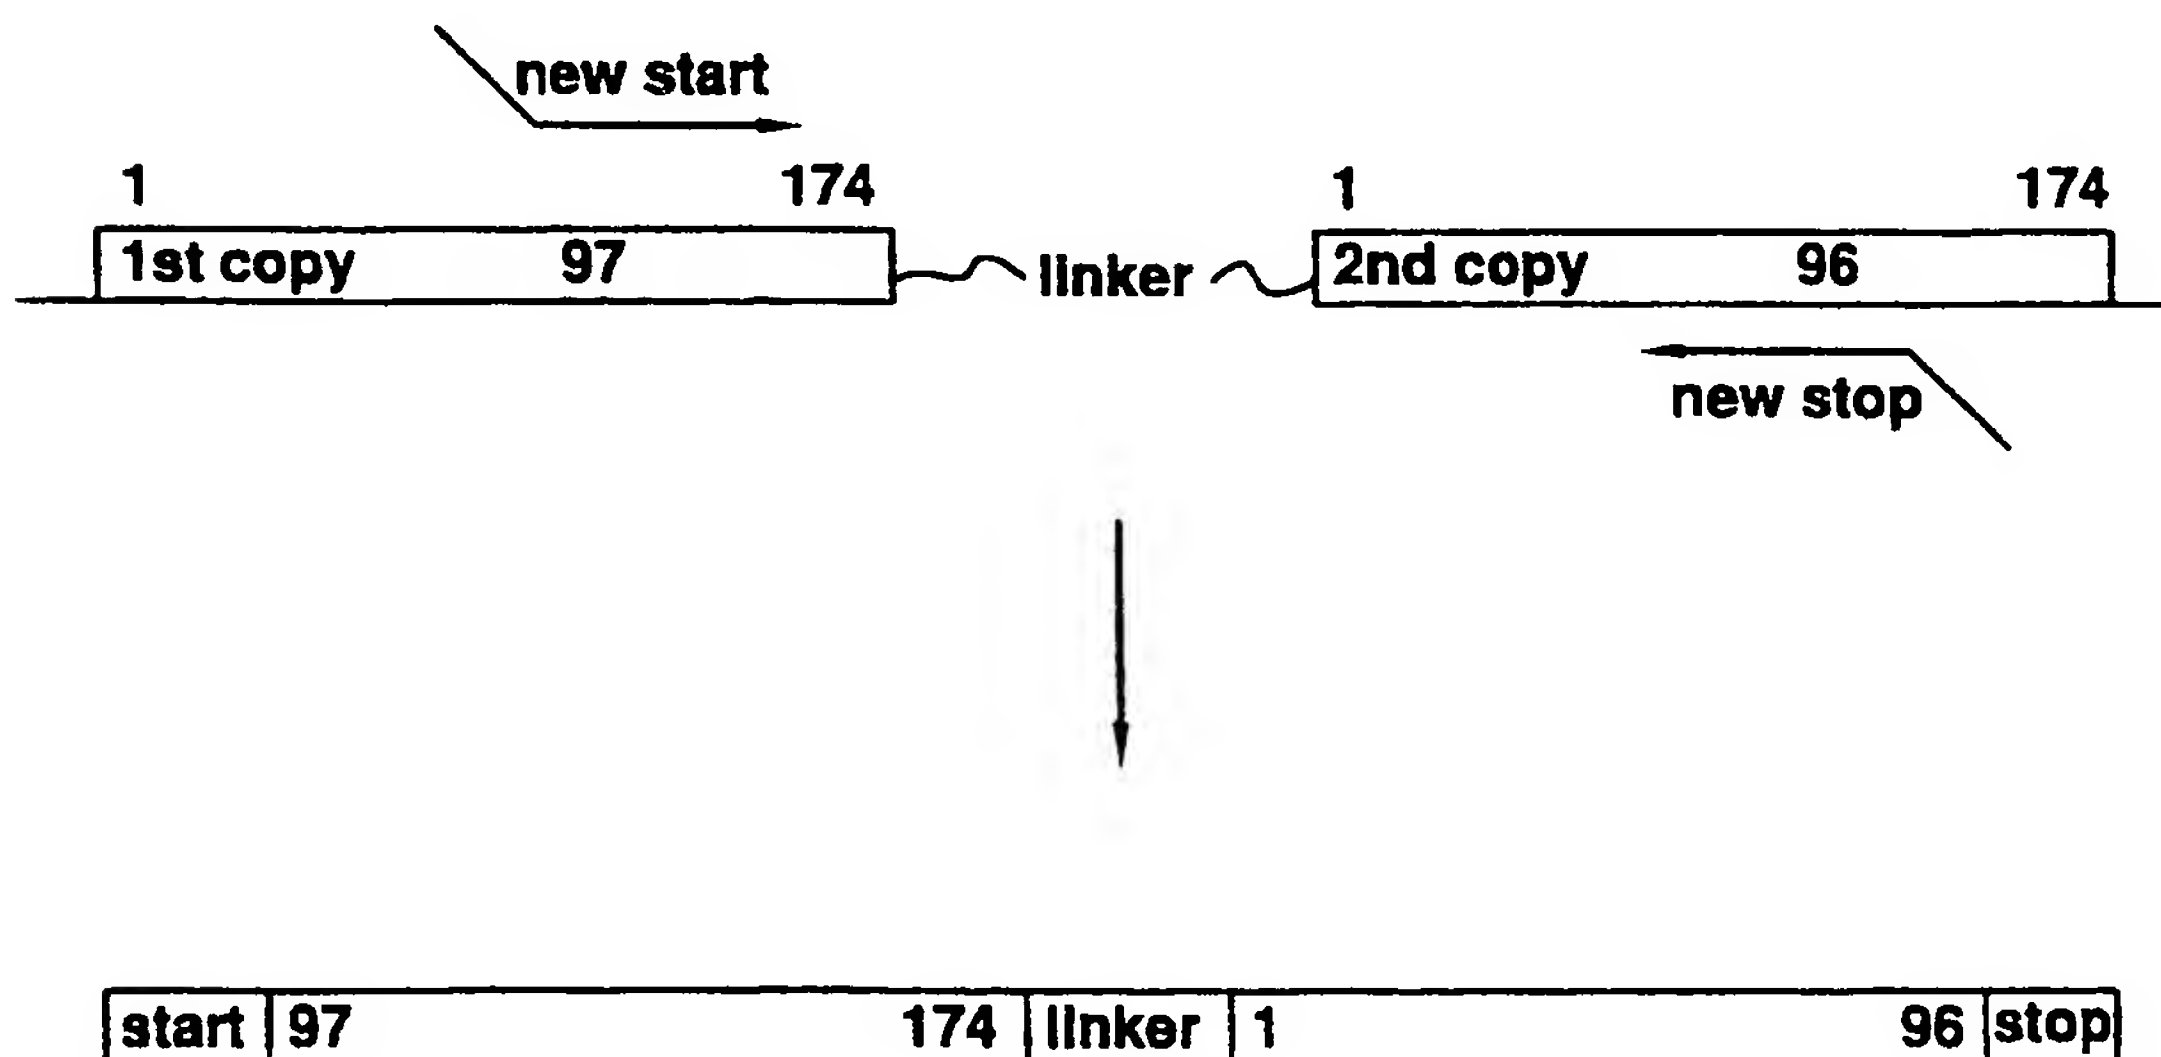 new start
1 174 1 174
1st copy 97 linker 2nd copy 96
new stop
start 97 174 linker 1 96 stop